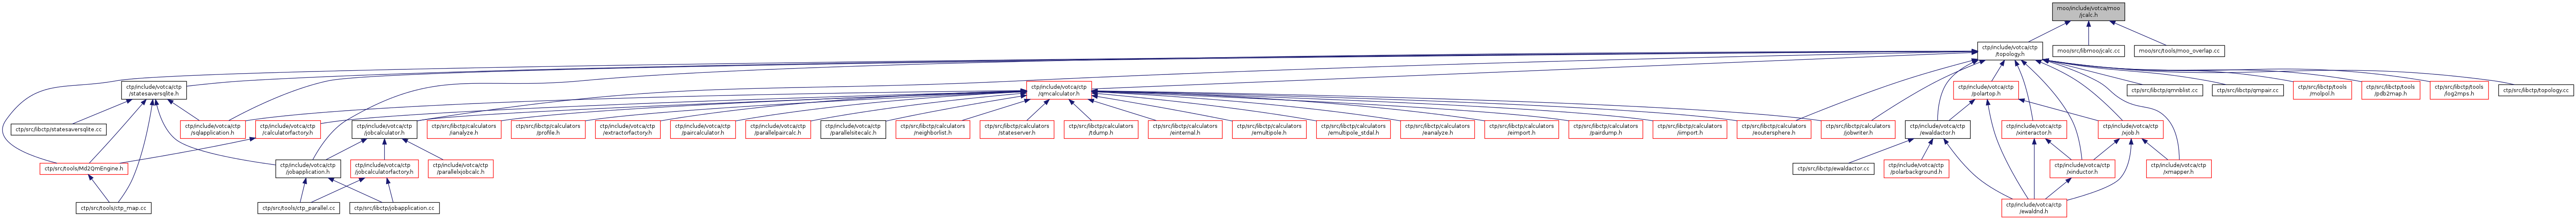 moo/include/votca/moo
/jcalc.h
ctp/include/votca/ctp
/topology.h
moo/src/libmoo/jcalc.cc
moo/src/tools/moo_overlap.cc
ctp/include/votca/ctp
/statesaversqlite.h
ctp/include/votca/ctp
/qmcalculator.h
ctp/include/votca/ctp
/polartop.h
ctp/src/libctp/qmnblist.cc
ctp/src/libctp/qmpair.cc
ctp/src/libctp/tools
/molpol.h
ctp/src/libctp/tools
/pdb2map.h
ctp/src/libctp/tools
/log2mps.h
ctp/src/libctp/topology.cc
ctp/src/libctp/statesaversqlite.cc
ctp/include/votca/ctp
/sqlapplication.h
ctp/include/votca/ctp
/calculatorfactory.h
ctp/include/votca/ctp
/jobcalculator.h
ctp/src/libctp/calculators
/ianalyze.h
ctp/src/libctp/calculators
/profile.h
ctp/include/votca/ctp
/extractorfactory.h
ctp/include/votca/ctp
/paircalculator.h
ctp/include/votca/ctp
/parallelpaircalc.h
ctp/include/votca/ctp
/parallelsitecalc.h
ctp/src/libctp/calculators
/neighborlist.h
ctp/src/libctp/calculators
/stateserver.h
ctp/src/libctp/calculators
/tdump.h
ctp/src/libctp/calculators
/einternal.h
ctp/src/libctp/calculators
/emultipole.h
ctp/src/libctp/calculators
/emultipole_stdal.h
ctp/src/libctp/calculators
/eanalyze.h
ctp/src/libctp/calculators
/eimport.h
ctp/src/libctp/calculators
/pairdump.h
ctp/src/libctp/calculators
/iimport.h
ctp/src/libctp/calculators
/eoutersphere.h
ctp/src/libctp/calculators
/jobwriter.h
ctp/include/votca/ctp
/ewaldactor.h
ctp/include/votca/ctp
/xinteractor.h
ctp/include/votca/ctp
/xjob.h
ctp/src/tools/Md2QmEngine.h
ctp/include/votca/ctp
/jobapplication.h
ctp/include/votca/ctp
/jobcalculatorfactory.h
ctp/include/votca/ctp
/parallelxjobcalc.h
ctp/src/libctp/ewaldactor.cc
ctp/include/votca/ctp
/polarbackground.h
ctp/include/votca/ctp
/xinductor.h
ctp/include/votca/ctp
/xmapper.h
ctp/src/tools/ctp_map.cc
ctp/src/tools/ctp_parallel.cc
ctp/src/libctp/jobapplication.cc
ctp/include/votca/ctp
/ewaldnd.h